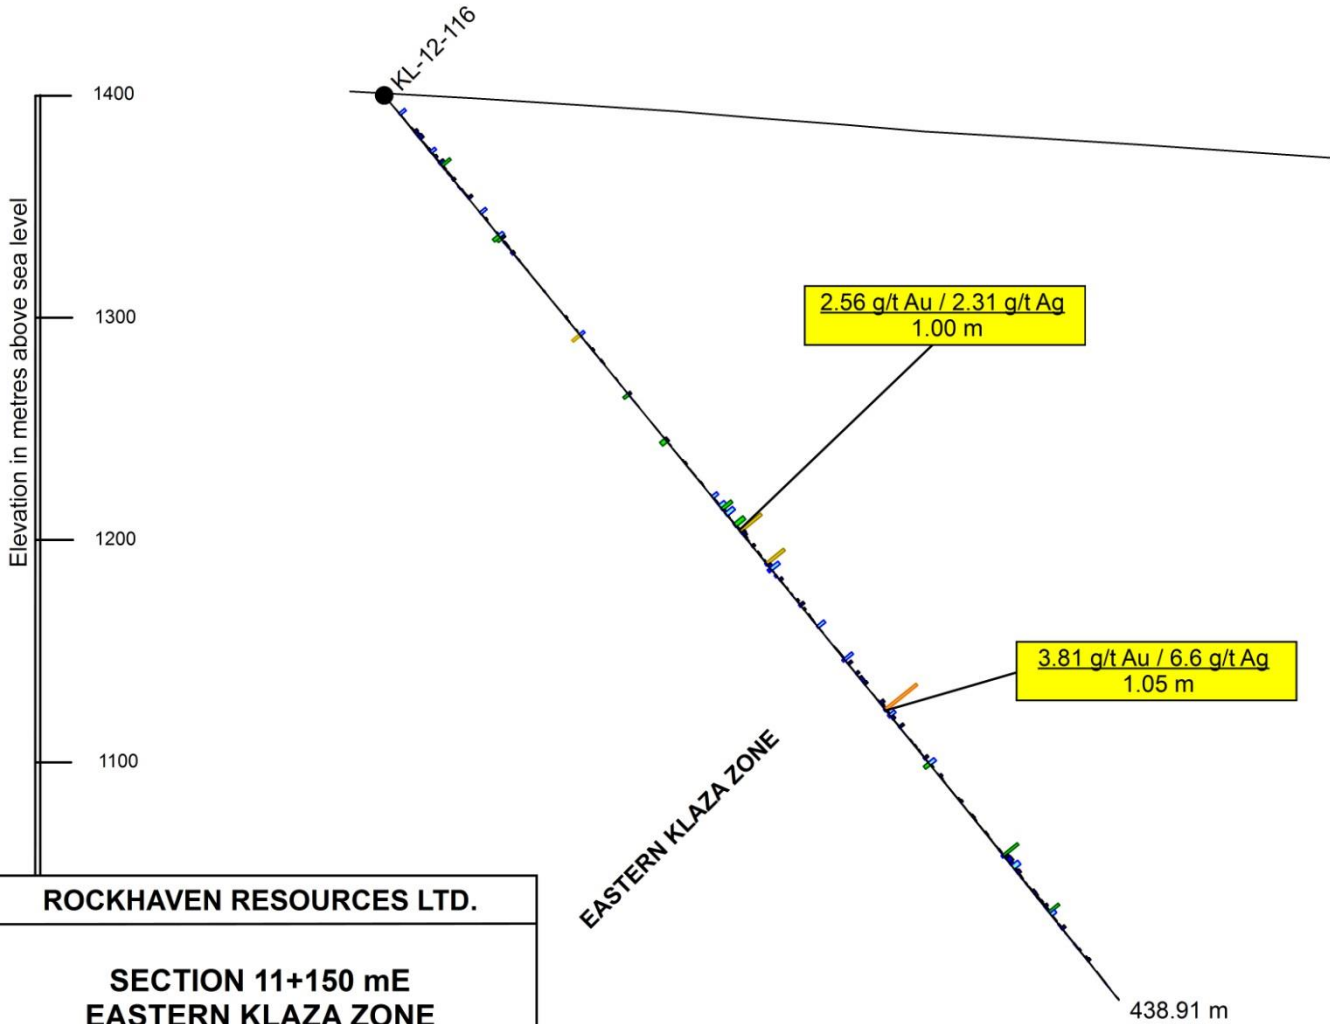 KL-12-116
1400
Elevation in metres above sea level
1300
2.56 g/t Au / 2.31 g/t Ag
1.00 m
1200
3.81 g/t Au / 6.6 g/t Ag
1.05 m
1100
EASTERN KLAZA ZONE
ROCKHAVEN RESOURCES LTD.
SECTION 11+150 mE
EASTERN KLAZA ZONE
438.91 m